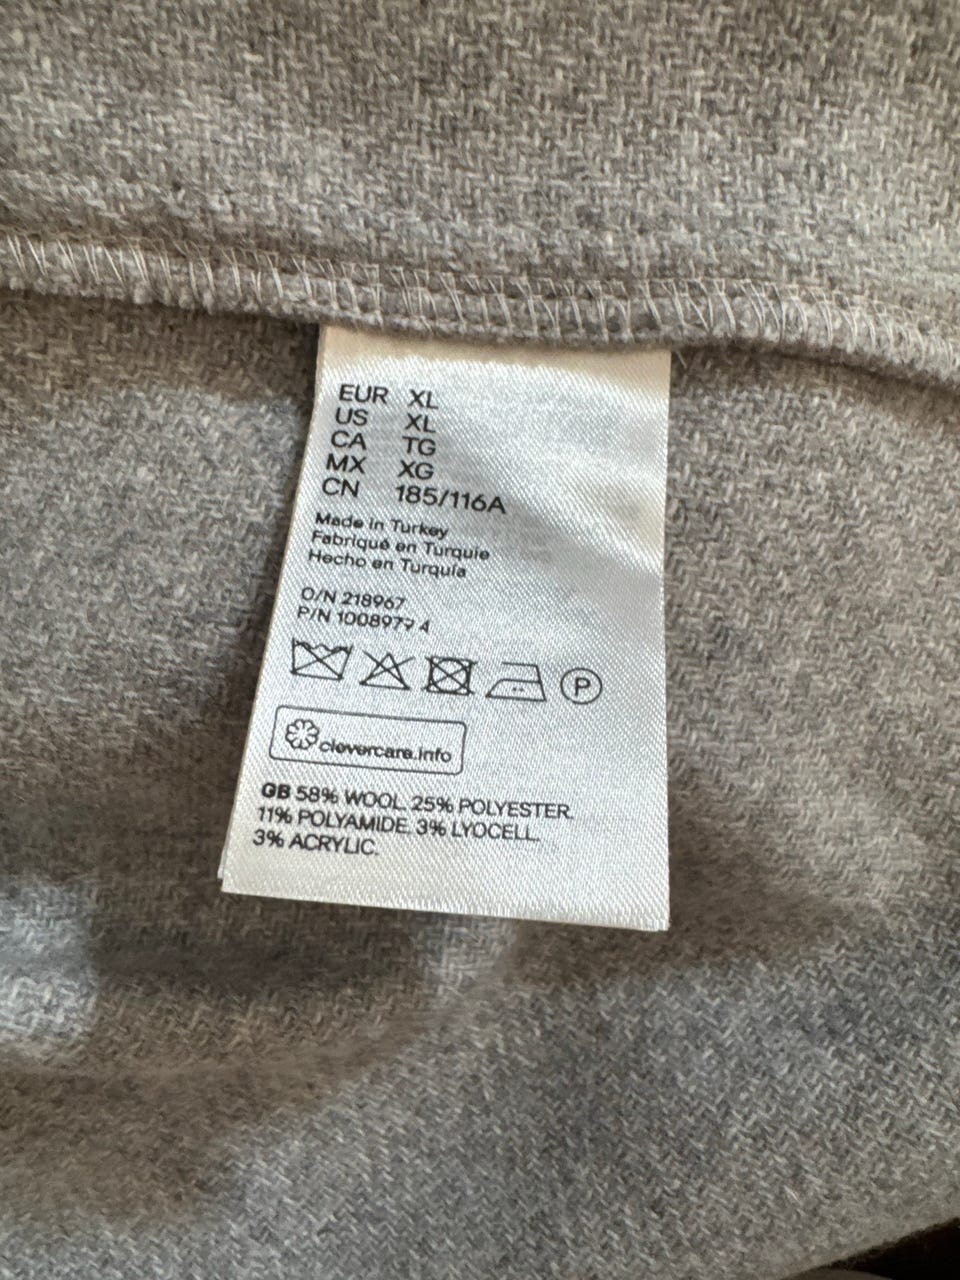 EUR XL
US XL
CA TG
MX XG
CN 185/116A
Made in Turkey
Fabriqué en Turquie
Hecho en Turquía
O/N 218967
P/N 1008979 4
P
clevercare.info
GB 58% WOOL. 25% POLYESTER.
11% POLYAMIDE. 3% LYOCELL.
3% ACRYLIC.